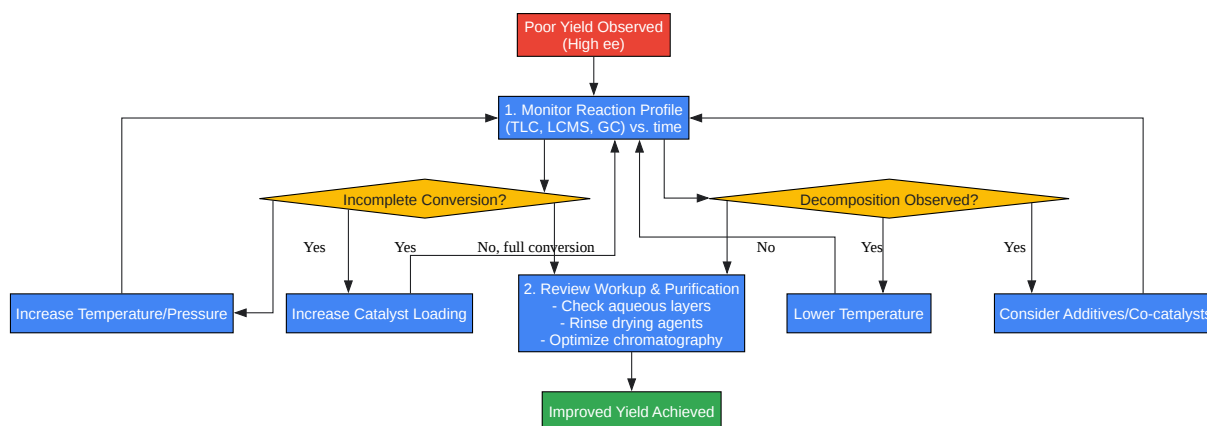 Poor Yield Observed
(High ee)
1. Monitor Reaction Profile
(TLC, LCMS, GC) vs. time
Incomplete Conversion?
Decomposition Observed?
Yes
Yes
No, full conversion
No
Yes
Yes
Increase Temperature/Pressure
Increase Catalyst Loading
2. Review Workup & Purification
- Check aqueous layers
- Rinse drying agents
- Optimize chromatography
Lower Temperature
Consider Additives/Co-catalysts
Improved Yield Achieved